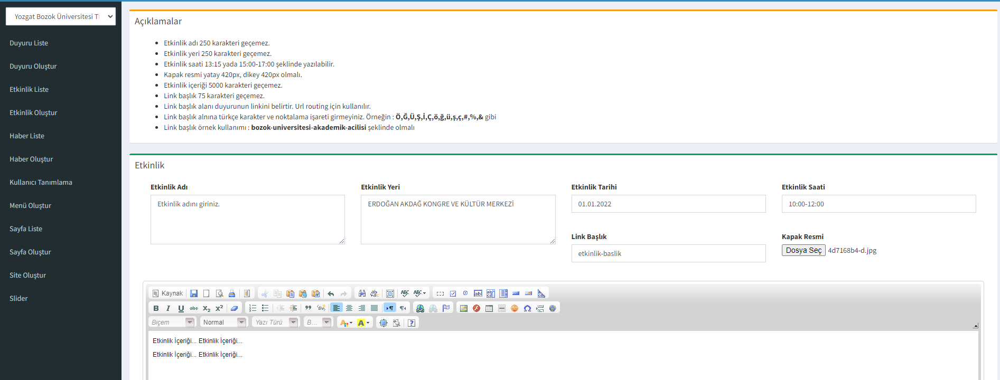 Yozgat Bozok Üniversitesi
Duyuru Liste
Duyuru Oluştur
Etkinlik Liste
Etkinlik Oluştur
Haber Liste
Haber Oluştur
Kullanıcı Tanımlama
Menü Oluştur
Sayfa Liste
Sayfa Oluştur
Site Oluştur
Slider
Açıklamalar
Etkinlik adı 250 karakteri geçemez.
Etkinlik yeri 250 karakteri geçemez.
Etkinlik saati 13:15 yada 15:00-17:00 şeklinde yazılabilir.
Kapak resmi yatay 420px, dikey 420px olmalı.
Etkinlik içeriği 5000 karakteri geçemez.
Link başlık 75 karakteri geçemez.
Link başlık alanı duyurunun linkini belirtir. Url routing için kullanılır.
Link başlık alnına türkçe karakter ve noktalama işareti girmeyiniz. Örneğin : Ö,Ğ,Ü,Ş,İ,Ç,ö,ğ,ü,ş,ç,#,%,& gibi
Link başlık örnek kullanımı : bozok-universitesi-akademik-acilisi şeklinde olmalı
Etkinlik
Etkinlik Adı
Etkinlik adını giriniz.
Etkinlik Yeri
ERDOĞAN AKDAĞ KONGRE VE KÜLTÜR MERKEZİ
Etkinlik Tarihi
01.01.2022
Etkinlik Saati
10:00-12:00
Link Başlık
etkinlik-baslik
Kapak Resmi
Dosya Seç 4d7168b4-d.jpg
Kaynak
Biçem Normal Yazı Türü B...
Etkinlik İçeriği... Etkinlik İçeriği...
Etkinlik İçeriği... Etkinlik İçeriği...